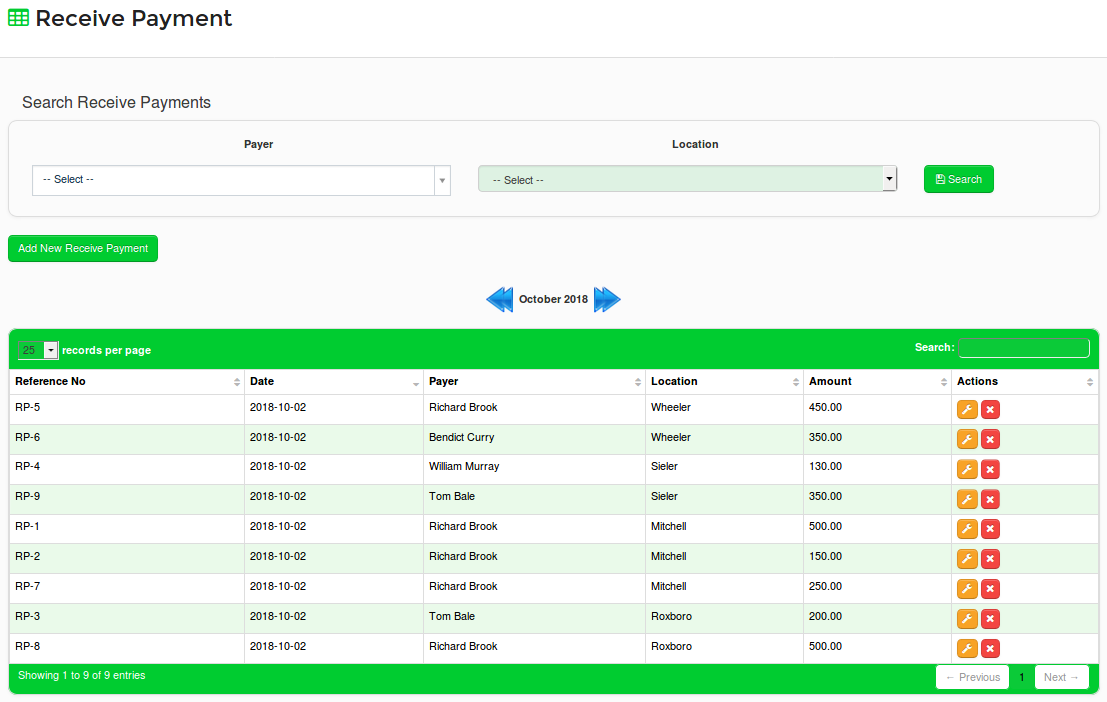 Receive Payment
Search Receive Payments
Payer Location
-- Select -- -- Select -- Search
Add New Receive Payment
October 2018
25 records per page Search:
Reference No Date Payer Location Amount Actions
RP-5 2018-10-02 Richard Brook Wheeler 450.00
RP-6 2018-10-02 Bendict Curry Wheeler 350.00
RP-4 2018-10-02 William Murray Sieler 130.00
RP-9 2018-10-02 Tom Bale Sieler 350.00
RP-1 2018-10-02 Richard Brook Mitchell 500.00
RP-2 2018-10-02 Richard Brook Mitchell 150.00
RP-7 2018-10-02 Richard Brook Mitchell 250.00
RP-3 2018-10-02 Tom Bale Roxboro 200.00
RP-8 2018-10-02 Richard Brook Roxboro 500.00
Showing 1 to 9 of 9 entries ← Previous 1 Next →